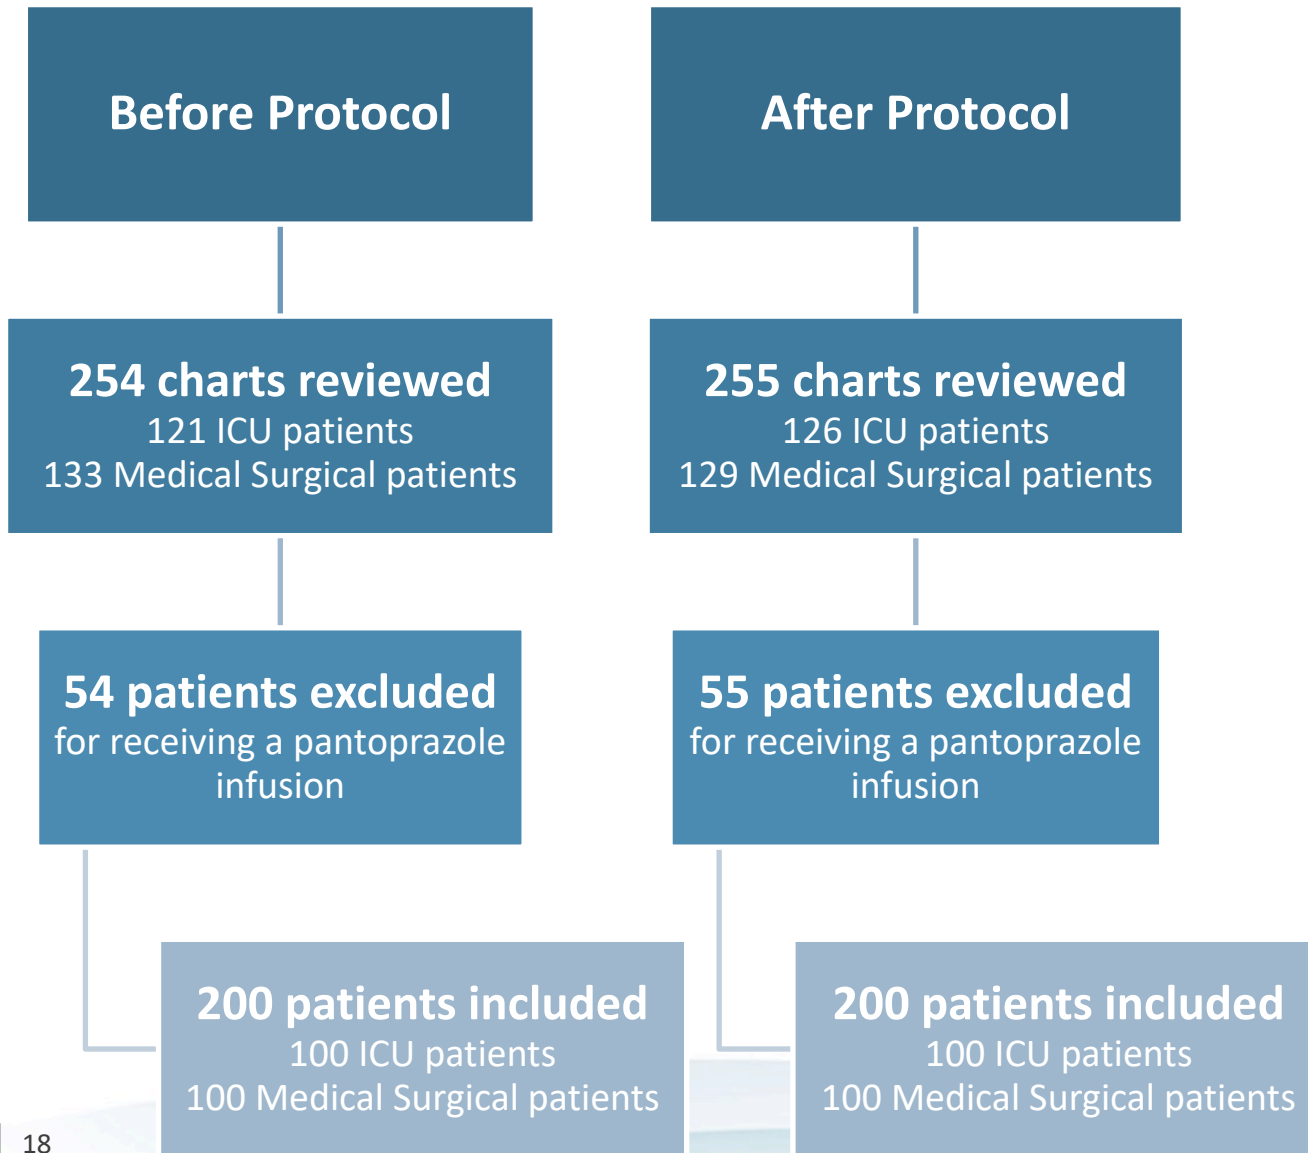 Before Protocol
254 charts reviewed
121 ICU patients
133 Medical Surgical patients
54 patients excluded
for receiving a pantoprazole
infusion
200 patients included
100 ICU patients
100 Medical Surgical patients
After Protocol
255 charts reviewed
126 ICU patients
129 Medical Surgical patients
55 patients excluded
for receiving a pantoprazole
infusion
200 patients included
100 ICU patients
100 Medical Surgical patients
18